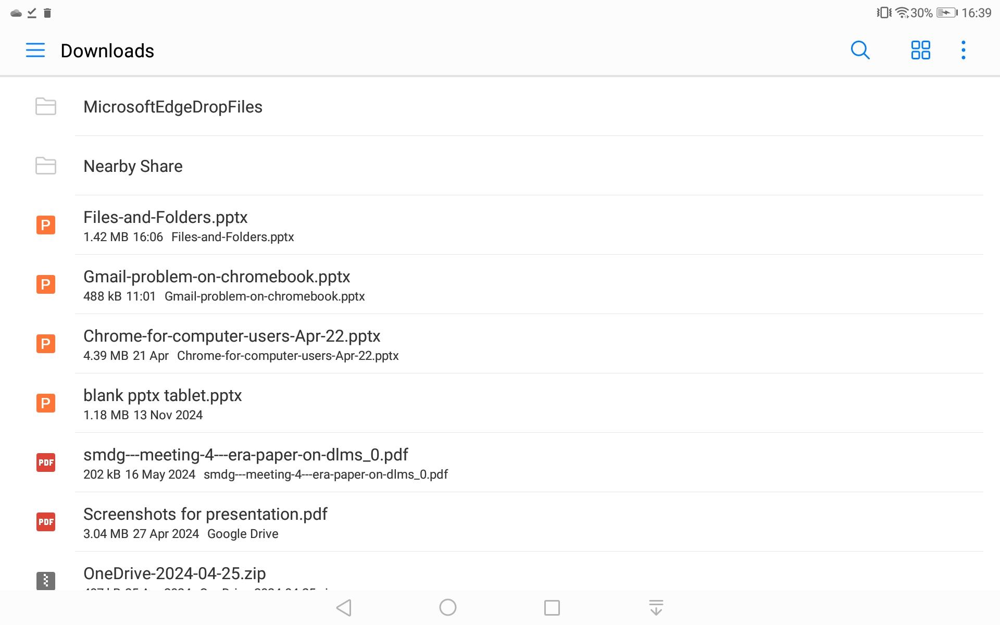 30% 16:39
Downloads
MicrosoftEdgeDropFiles
Nearby Share
P Files-and-Folders.pptx
1.42 MB 16:06 Files-and-Folders.pptx
P Gmail-problem-on-chromebook.pptx
488 kB 11:01 Gmail-problem-on-chromebook.pptx
P Chrome-for-computer-users-Apr-22.pptx
4.39 MB 21 Apr Chrome-for-computer-users-Apr-22.pptx
P blank pptx tablet.pptx
1.18 MB 13 Nov 2024
PDF smdg---meeting-4---era-paper-on-dlms_0.pdf
202 kB 16 May 2024 smdg---meeting-4---era-paper-on-dlms_0.pdf
PDF Screenshots for presentation.pdf
3.04 MB 27 Apr 2024 Google Drive
OneDrive-2024-04-25.zip